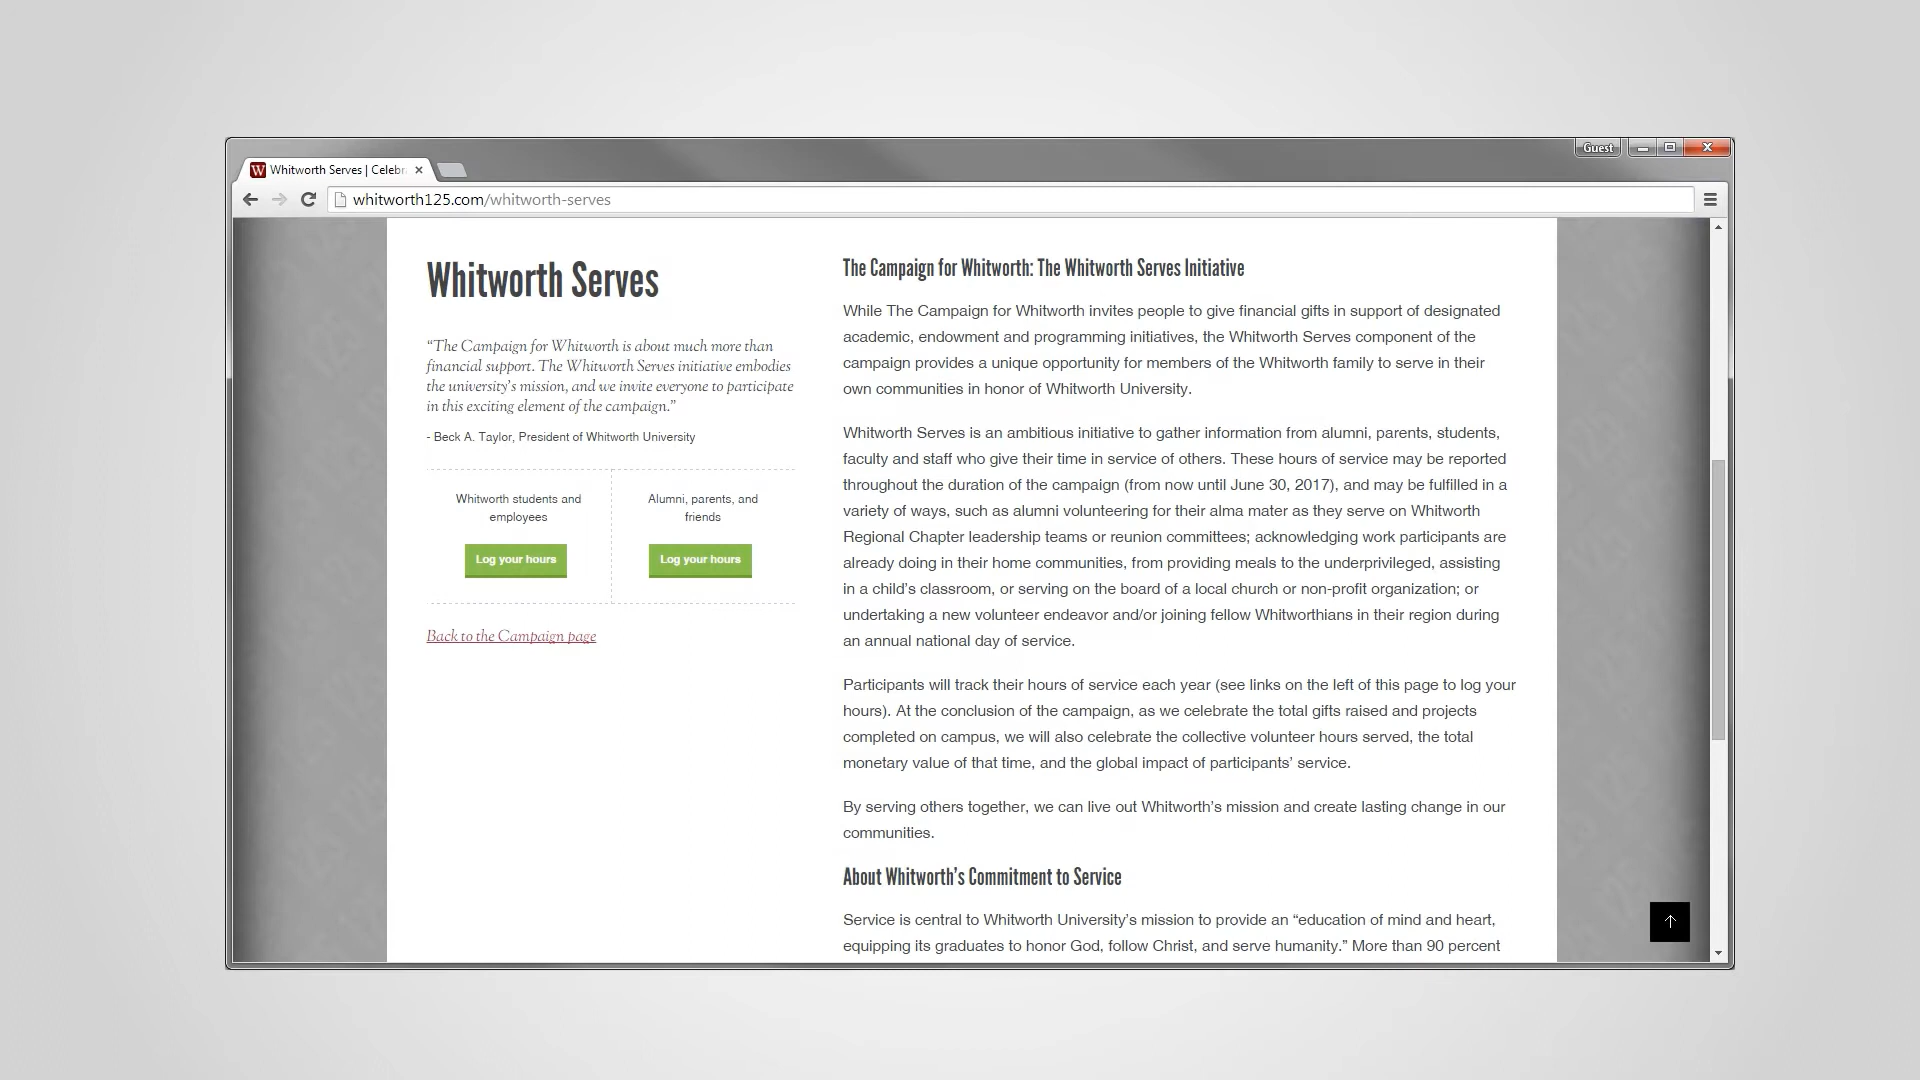 Guest
W Whitworth Serves | Celebr
whitworth125.com/whitworth-serves
Whitworth Serves
“The Campaign for Whitworth is about much more than
financial support. The Whitworth Serves initiative embodies
the university’s mission, and we invite everyone to participate
in this exciting element of the campaign.”
- Beck A. Taylor, President of Whitworth University
Whitworth students and
employees
Log your hours
Alumni, parents, and
friends
Log your hours
Back to the Campaign page
The Campaign for Whitworth: The Whitworth Serves Initiative
While The Campaign for Whitworth invites people to give financial gifts in support of designated
academic, endowment and programming initiatives, the Whitworth Serves component of the
campaign provides a unique opportunity for members of the Whitworth family to serve in their
own communities in honor of Whitworth University.
Whitworth Serves is an ambitious initiative to gather information from alumni, parents, students,
faculty and staff who give their time in service of others. These hours of service may be reported
throughout the duration of the campaign (from now until June 30, 2017), and may be fulfilled in a
variety of ways, such as alumni volunteering for their alma mater as they serve on Whitworth
Regional Chapter leadership teams or reunion committees; acknowledging work participants are
already doing in their home communities, from providing meals to the underprivileged, assisting
in a child’s classroom, or serving on the board of a local church or non-profit organization; or
undertaking a new volunteer endeavor and/or joining fellow Whitworthians in their region during
an annual national day of service.
Participants will track their hours of service each year (see links on the left of this page to log your
hours). At the conclusion of the campaign, as we celebrate the total gifts raised and projects
completed on campus, we will also celebrate the collective volunteer hours served, the total
monetary value of that time, and the global impact of participants’ service.
By serving others together, we can live out Whitworth’s mission and create lasting change in our
communities.
About Whitworth’s Commitment to Service
Service is central to Whitworth University’s mission to provide an “education of mind and heart,
equipping its graduates to honor God, follow Christ, and serve humanity.” More than 90 percent